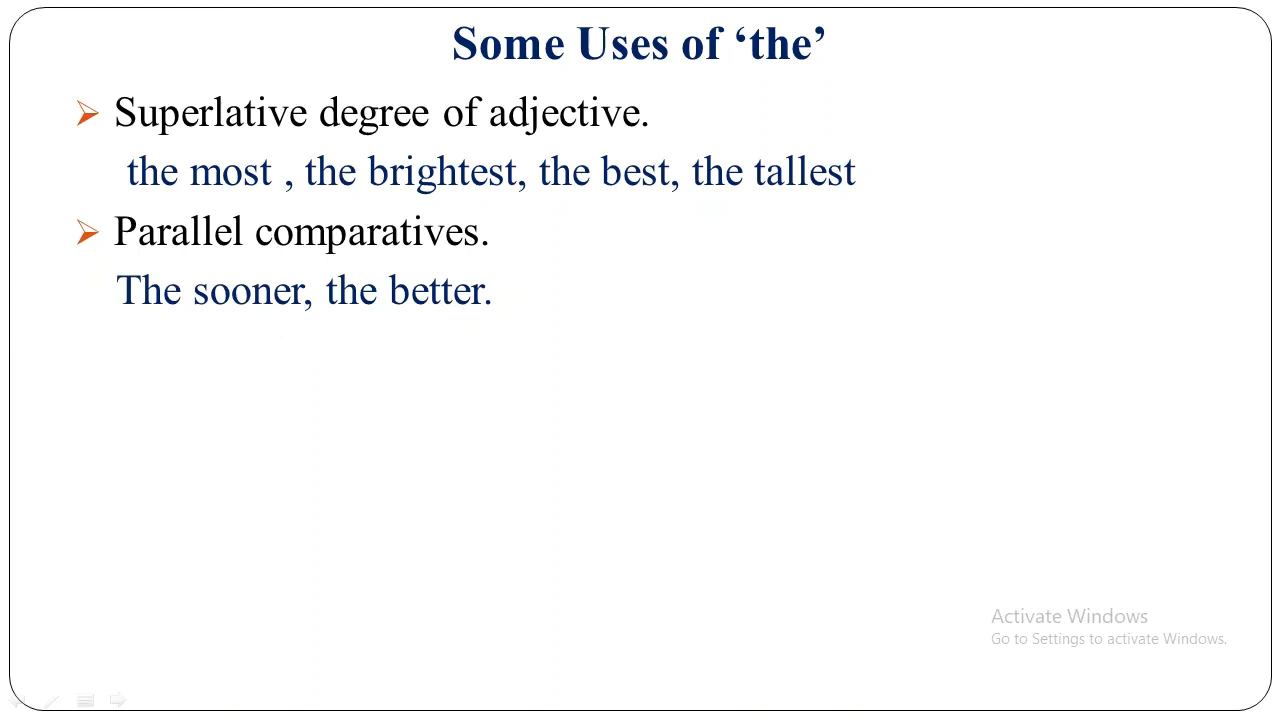 Some Uses of ‘the’
Superlative degree of adjective.
the most , the brightest, the best, the tallest
Parallel comparatives.
The sooner, the better.
Activate Windows
Go to Settings to activate Windows.